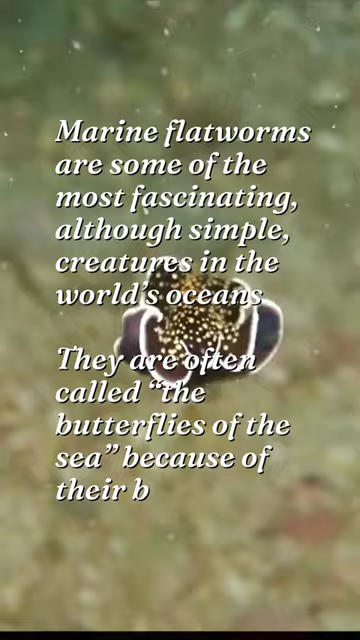 Marine flatworms
are some of the
most fascinating,
although simple,
creatures in the
world's oceans
They are often
called “the
butterflies of the
sea” because of
their b